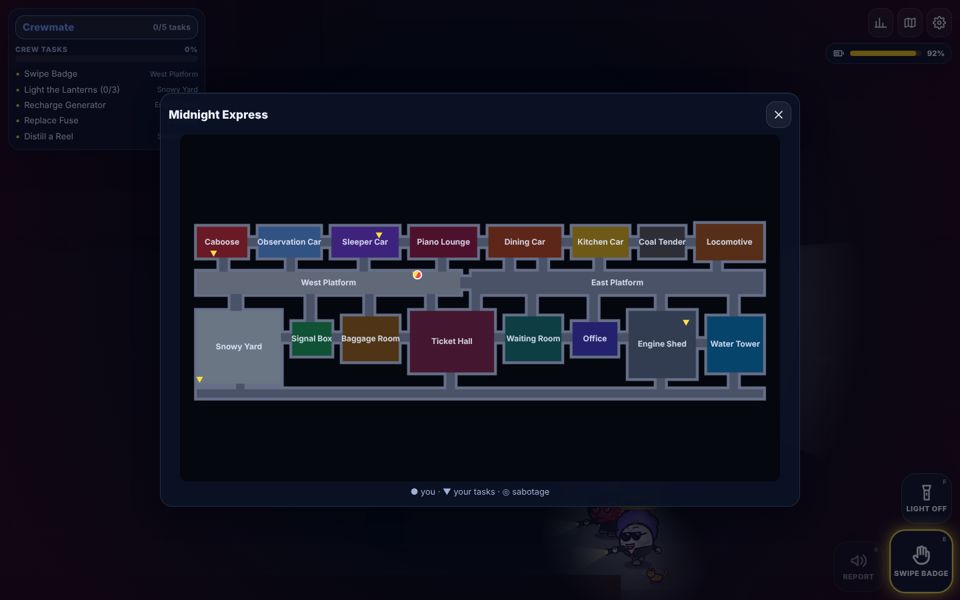 Crewmate 0/5 tasks
CREW TASKS 0%
Swipe Badge West Platform
Light the Lanterns (0/3) Snowy Yard
Recharge Generator
Replace Fuse
Distill a Reel
92%
Midnight Express
Caboose
Observation Car
Sleeper Car
Piano Lounge
Dining Car
Kitchen Car
Coal Tender
Locomotive
West Platform
East Platform
Snowy Yard
Signal Box
Baggage Room
Ticket Hall
Waiting Room
Office
Engine Shed
Water Tower
you · your tasks · sabotage
F
LIGHT OFF
REPORT
E
SWIPE BADGE